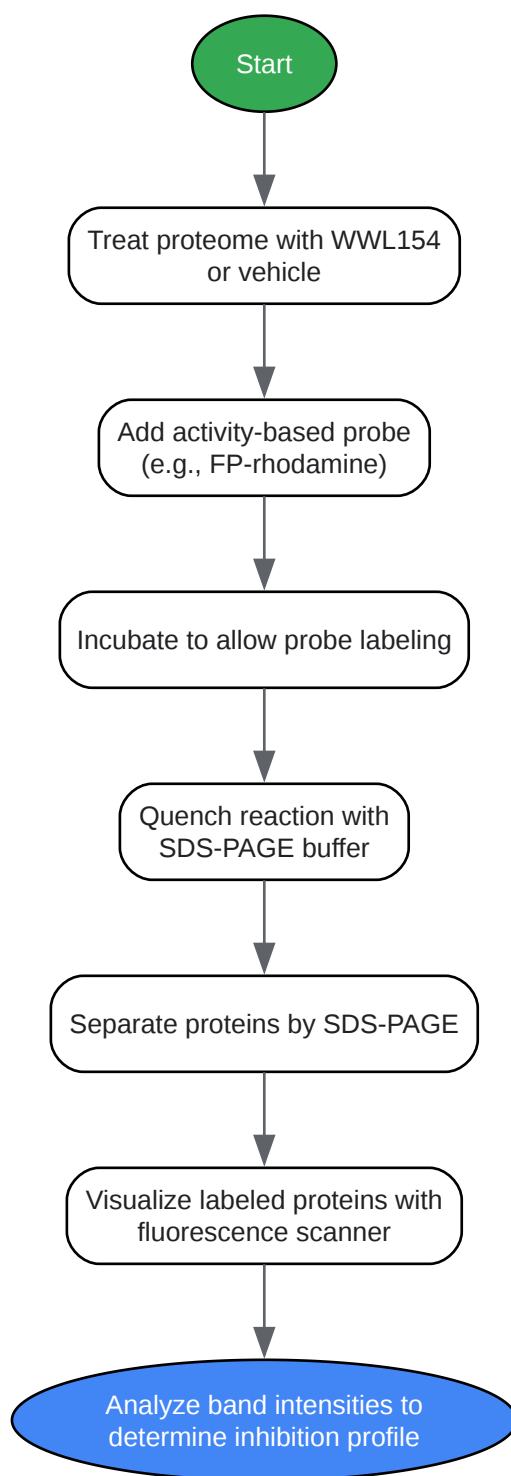 Start
Treat proteome with WWL154
or vehicle
Add activity-based probe
(e.g., FP-rhodamine)
Incubate to allow probe labeling
Quench reaction with
SDS-PAGE buffer
Separate proteins by SDS-PAGE
Visualize labeled proteins with
fluorescence scanner
Analyze band intensities to
determine inhibition profile